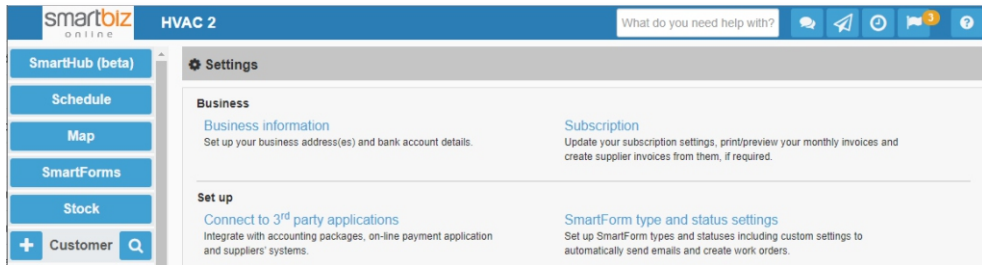 smartbiz
online
HVAC 2
What do you need help with?
3
SmartHub (beta)
Schedule
Map
SmartForms
Stock
Customer
Settings
Business
Business information
Set up your business address(es) and bank account details.
Subscription
Update your subscription settings, print/preview your monthly invoices and
create supplier invoices from them, if required.
Set up
Connect to 3rd party applications
Integrate with accounting packages, on-line payment application
and suppliers' systems.
SmartForm type and status settings
Set up SmartForm types and statuses including custom settings to
automatically send emails and create work orders.